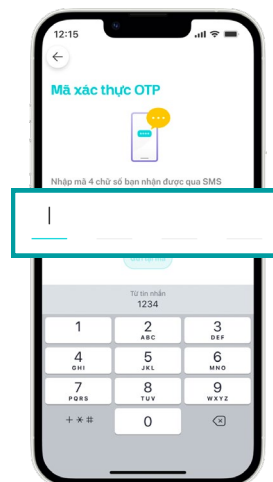 12:15
Mã xác thực OTP
Nhập mã 4 chữ số bạn nhận được qua SMS
Từ tin nhắn
1234
1
2
ABC
3
DEF
4
GHI
5
JKL
6
MNO
7
PQRS
8
TUV
9
WXYZ
+ * #
0